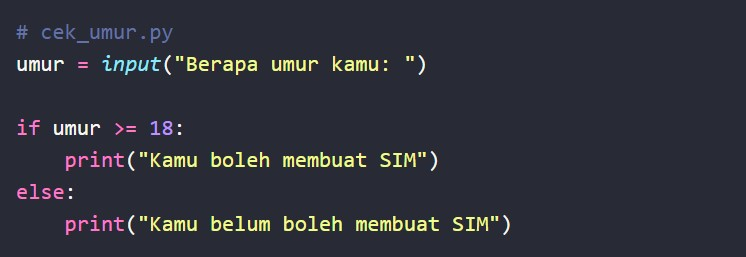 # cek_umur.py
umur = input("Berapa umur kamu: ")
if umur >= 18:
    print("Kamu boleh membuat SIM")
else:
    print("Kamu belum boleh membuat SIM")